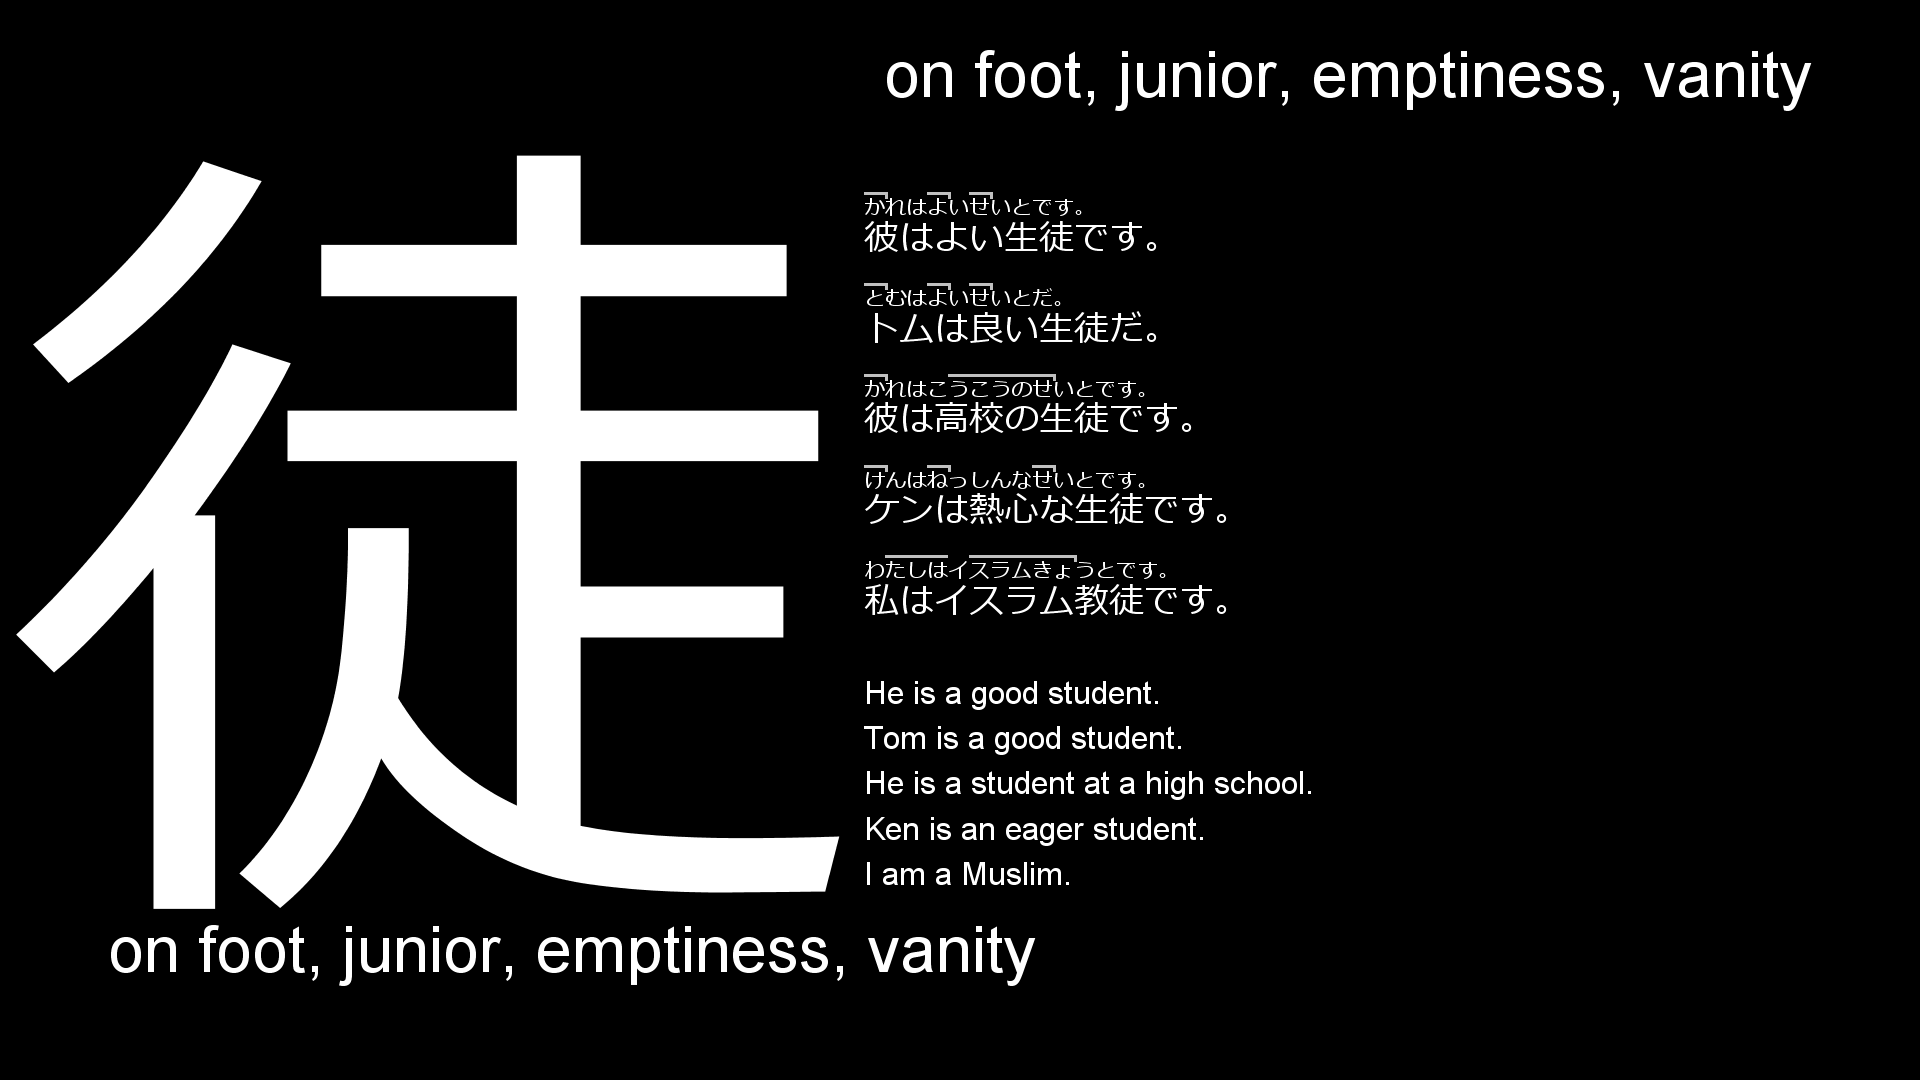 on foot, junior, emptiness, vanity
徒
かれはよいせいとです。
彼はよい生徒です。
とむはよいせいとだ。
トムは良い生徒だ。
かれはこうこうのせいとです。
彼は高校の生徒です。
けんはねっしんなせいとです。
ケンは熱心な生徒です。
わたしはイスラムきょうとです。
私はイスラム教徒です。
He is a good student.
Tom is a good student.
He is a student at a high school.
Ken is an eager student.
I am a Muslim.
on foot, junior, emptiness, vanity